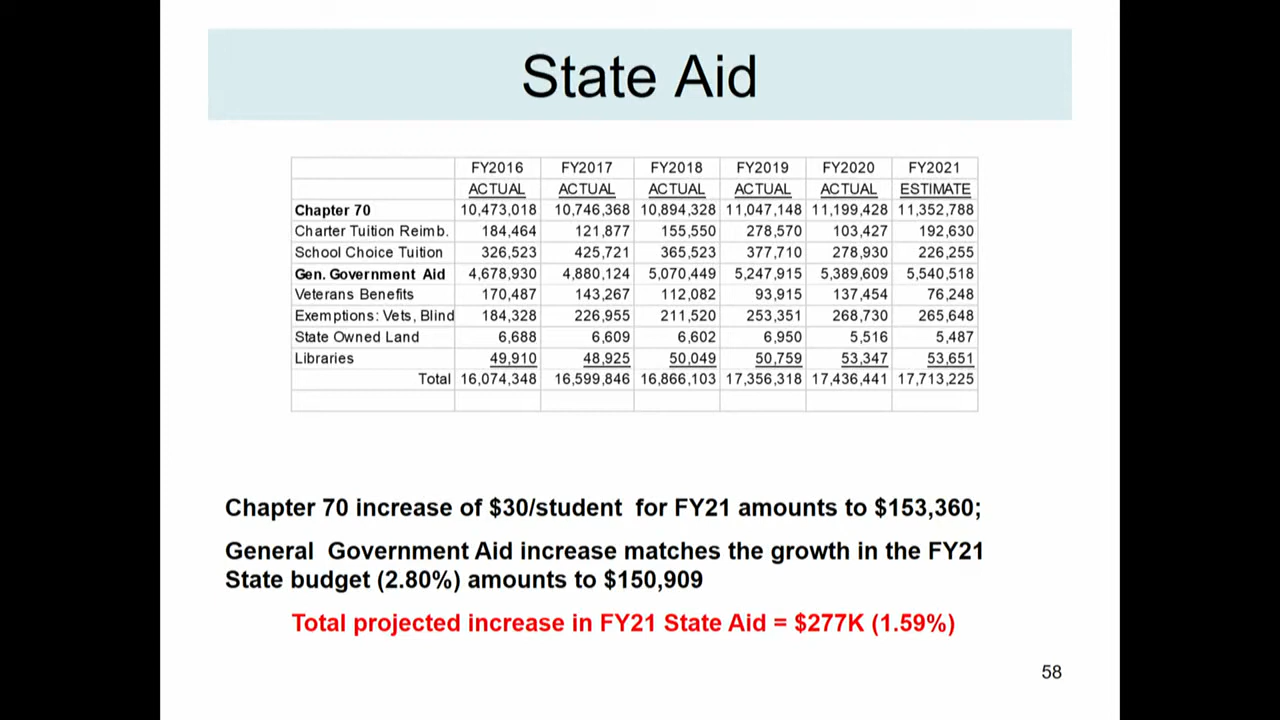 State Aid
FY2016 FY2017 FY2018 FY2019 FY2020 FY2021
ACTUAL ACTUAL ACTUAL ACTUAL ACTUAL ESTIMATE
Chapter 70 10,473,018 10,746,368 10,894,328 11,047,148 11,199,428 11,352,788
Charter Tuition Reimb. 184,464 121,877 155,550 278,570 103,427 192,630
School Choice Tuition 326,523 425,721 365,523 377,710 278,930 226,255
Gen. Government Aid 4,678,930 4,880,124 5,070,449 5,247,915 5,389,609 5,540,518
Veterans Benefits 170,487 143,267 112,082 93,915 137,454 76,248
Exemptions: Vets, Blind 184,328 226,955 211,520 253,351 268,730 265,648
State Owned Land 6,688 6,609 6,602 6,950 5,516 5,487
Libraries 49,910 48,925 50,049 50,759 53,347 53,651
Total 16,074,348 16,599,846 16,866,103 17,356,318 17,436,441 17,713,225
Chapter 70 increase of $30/student for FY21 amounts to $153,360;
General Government Aid increase matches the growth in the FY21
State budget (2.80%) amounts to $150,909
Total projected increase in FY21 State Aid = $277K (1.59%)
58